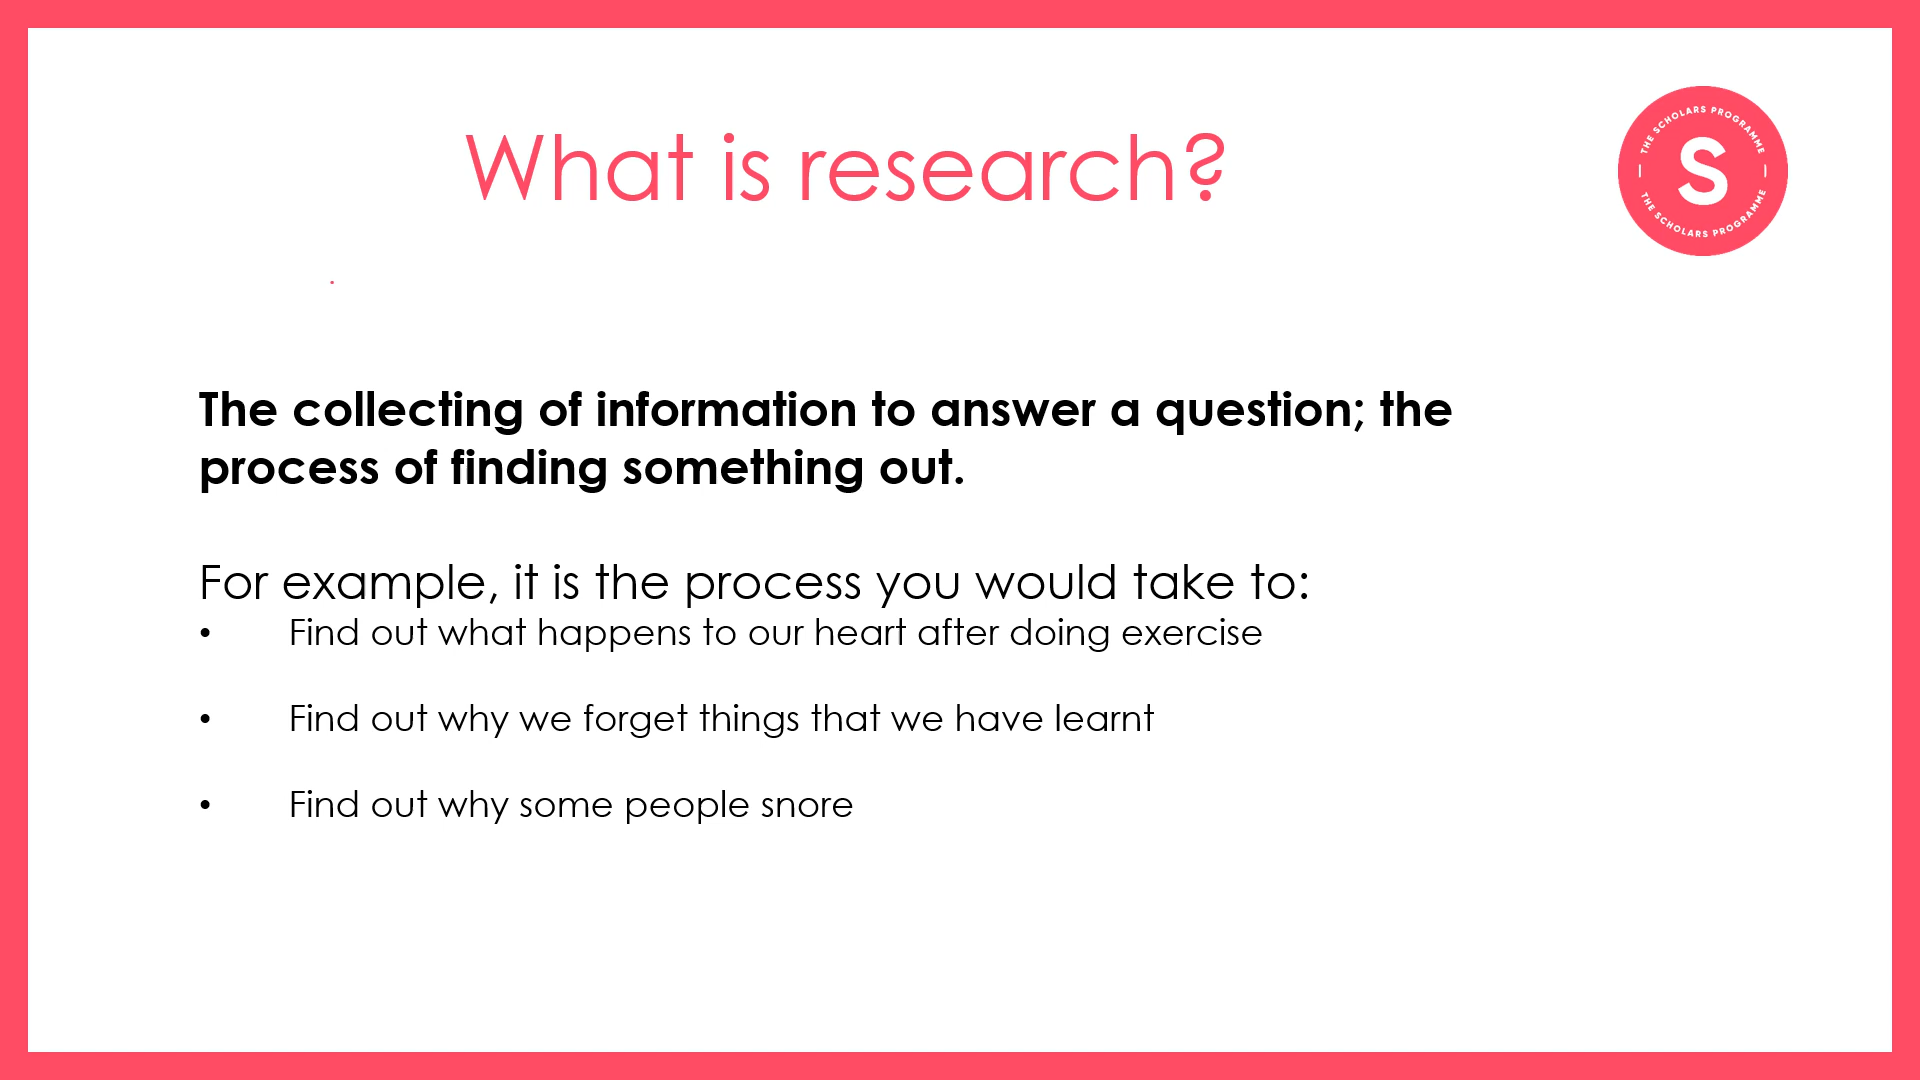 What is research?
THE SCHOLARS PROGRAMME
S
THE SCHOLARS PROGRAMME
.
The collecting of information to answer a question; the
process of finding something out.
For example, it is the process you would take to:
• Find out what happens to our heart after doing exercise
• Find out why we forget things that we have learnt
• Find out why some people snore